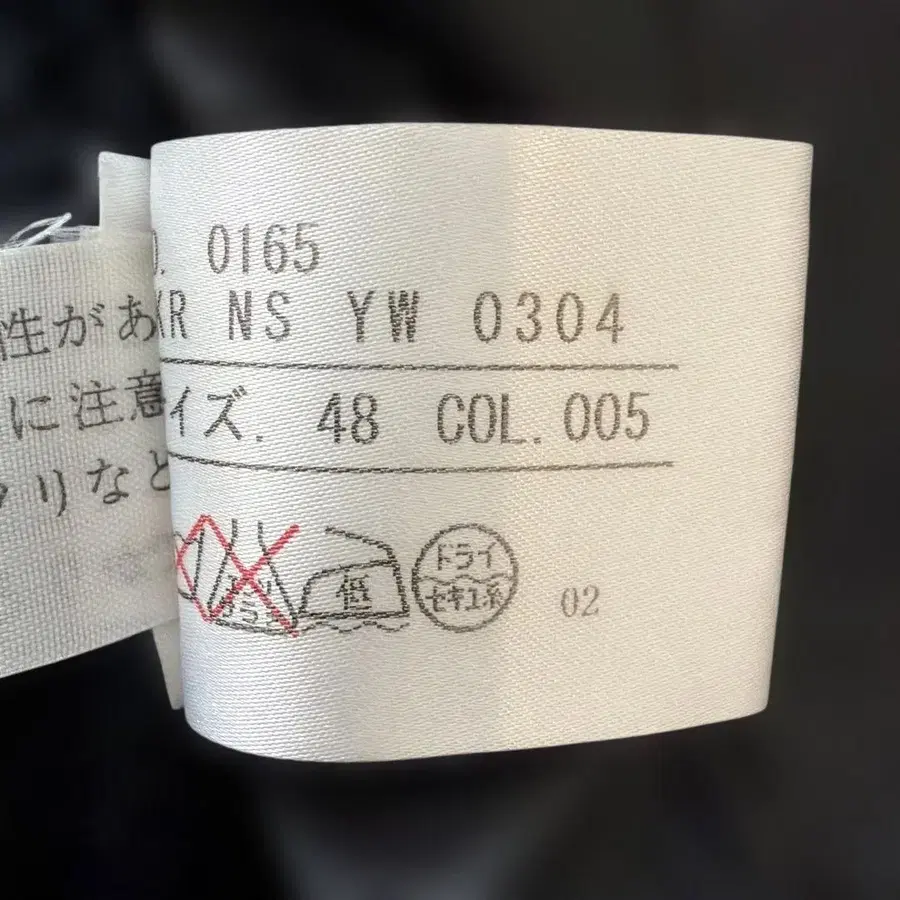 性があ
に注意
リなど
0165
KR NS YW 0304
イズ. 48 COL. 005
低
ドライ
セキユ系
02